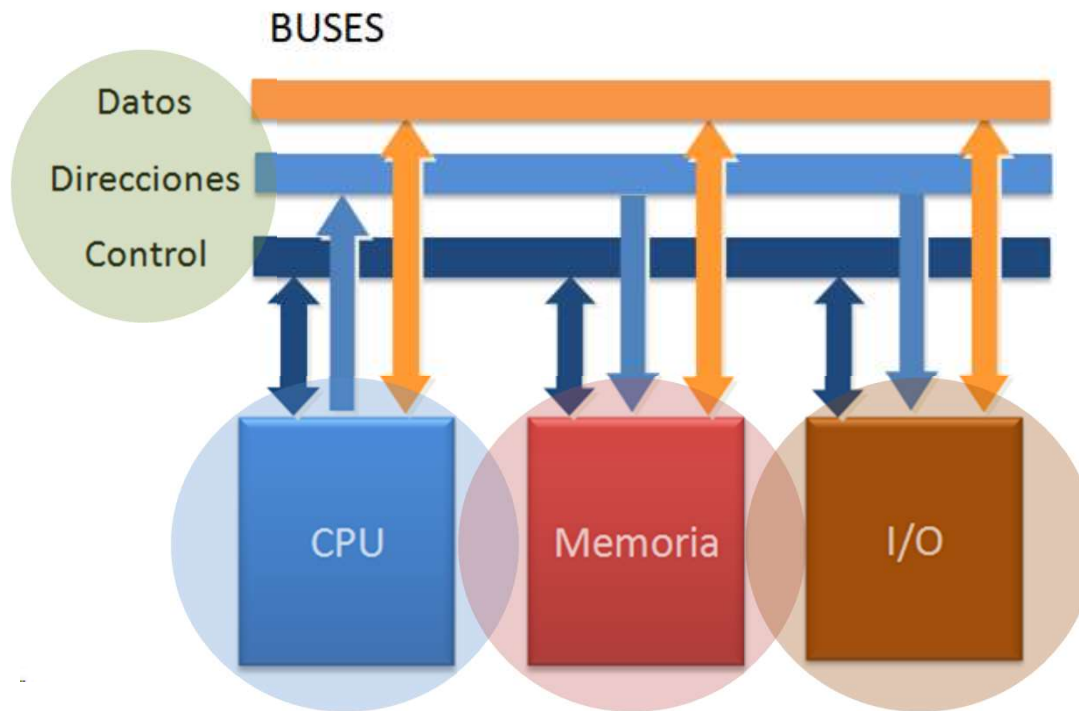 BUSES
Datos
Direcciones
Control
CPU
Memoria
I/O